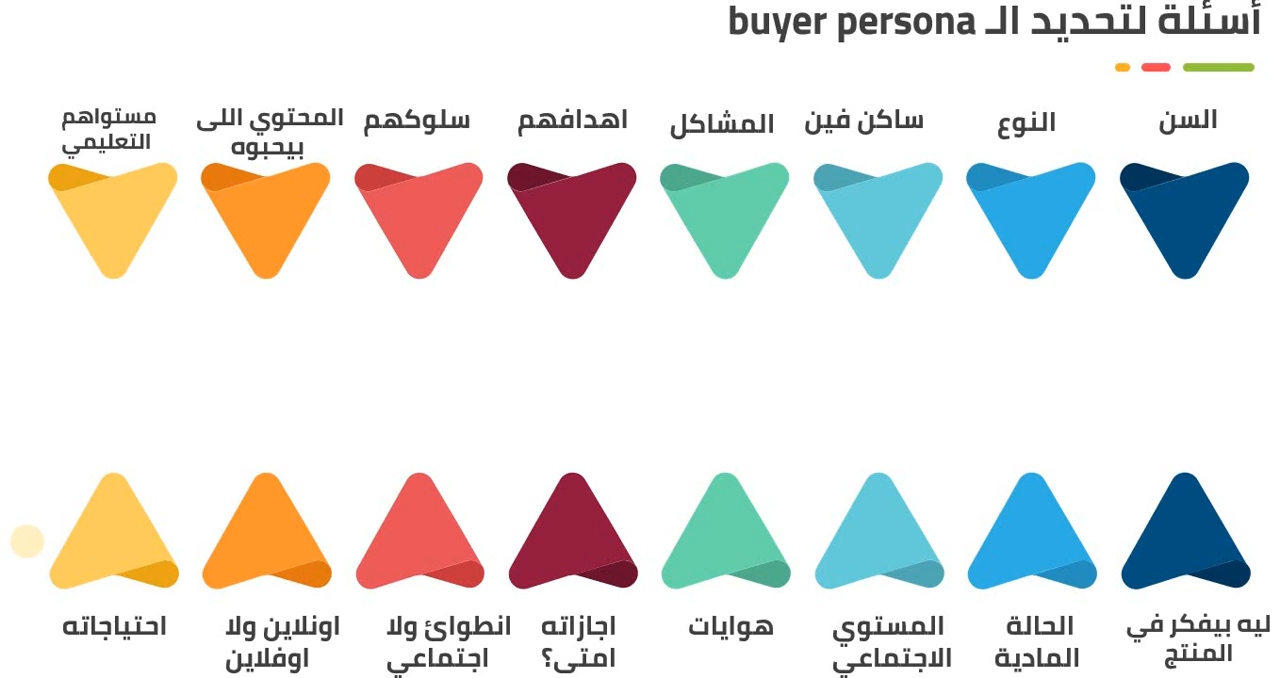 أسئلة لتحديد الـ buyer persona
السن
النوع
ساكن فين
المشاكل
اهدافهم
سلوكهم
المحتوي اللى
بيحبوه
مستواهم
التعليمي
ليه بيفكر في
المنتج
الحالة
المادية
المستوي
الاجتماعي
هوايات
اجازاته
امتى؟
انطوائ ولا
اجتماعي
اونلاين ولا
اوفلاين
احتياجاته